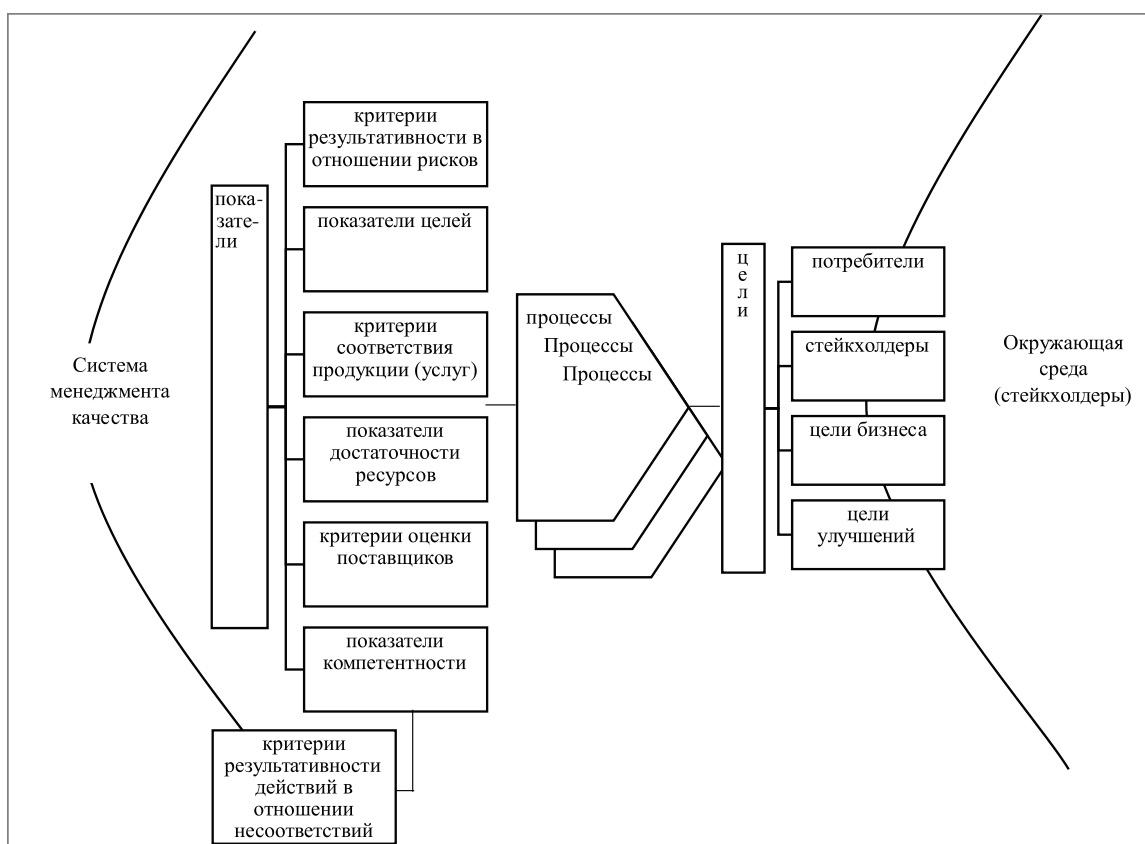 Система
менеджмента
качества
пока-
зате-
ли
критерии
результативности в
отношении рисков
показатели целей
критерии
соответствия
продукции (услуг)
показатели
достаточности
ресурсов
критерии оценки
поставщиков
показатели
компетентности
критерии
результативности
действий в
отношении
несоответствий
процессы
Процессы
Процессы
ц
е
л
и
потребители
стейкхолдеры
цели бизнеса
цели
улучшений
Окружающая
среда
(стейкхолдеры)